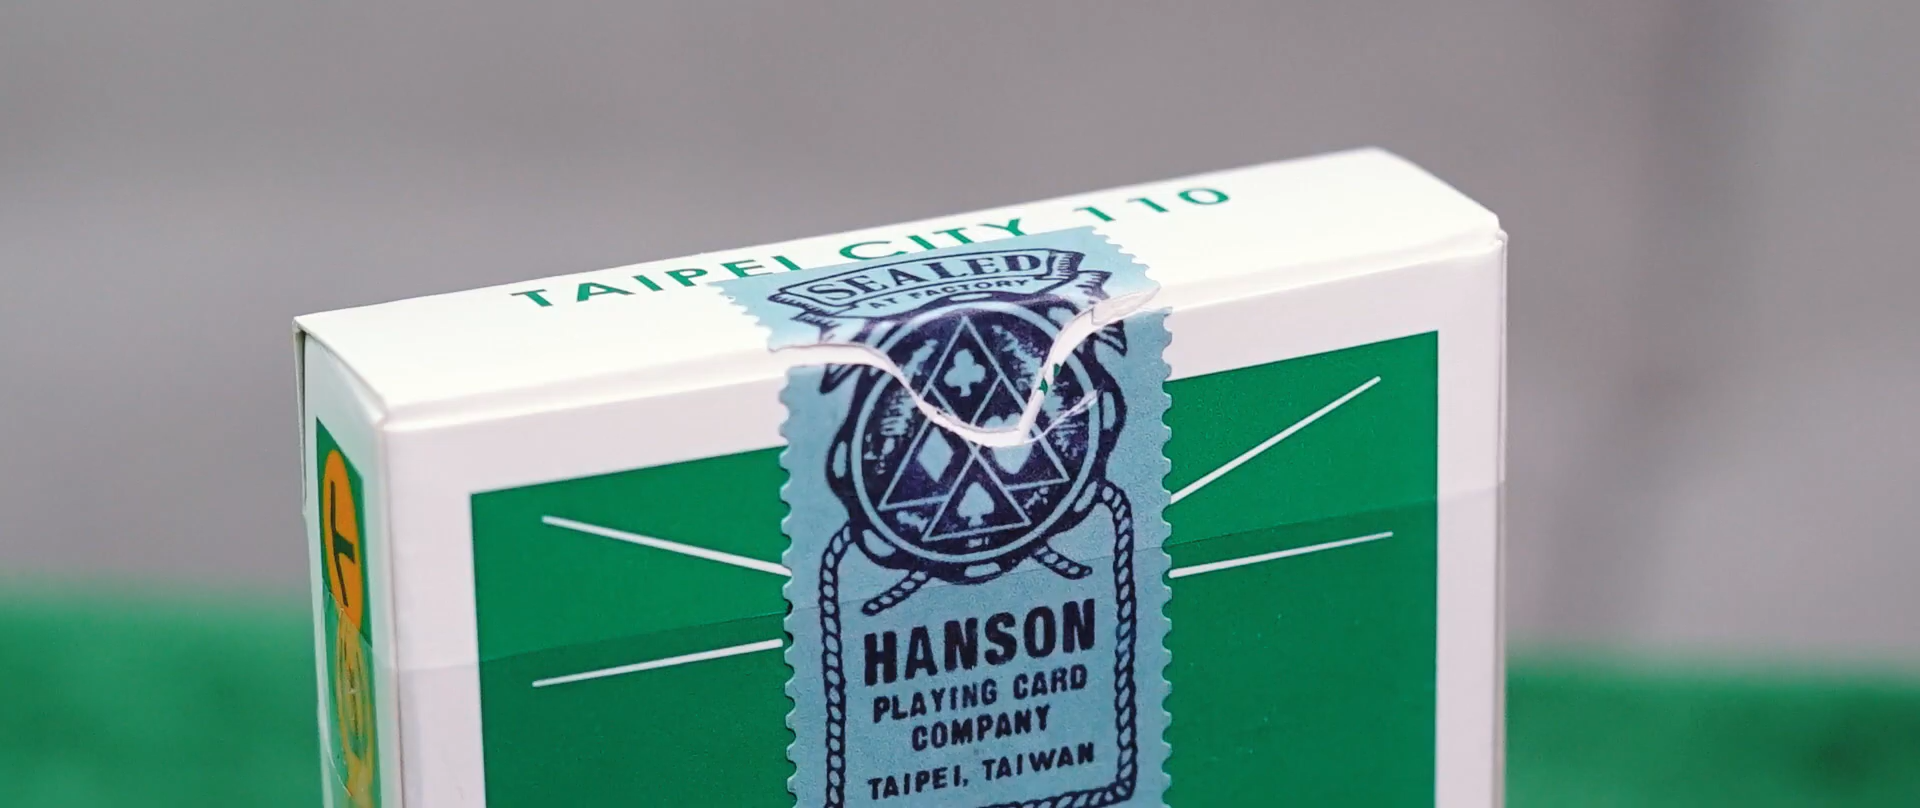 TAIPEI CITY 110
SEALED
AT FACTORY
HANSON
PLAYING CARD
COMPANY
TAIPEI, TAIWAN